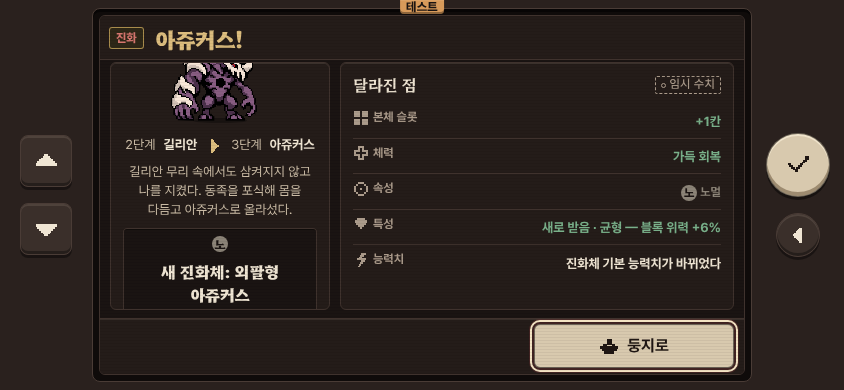 테스트
진화 아쥬커스!
2단계 길리안 3단계 아쥬커스
길리안 무리 속에서도 삼켜지지 않고
나를 지켰다. 동족을 포식해 몸을
다듬고 아쥬커스로 올라섰다.
노
새 진화체: 외팔형
아쥬커스
달라진 점 임시 수치
본체 슬롯 +1칸
체력 가득 회복
속성 노 노멀
특성 새로 받음 · 균형 — 블록 위력 +6%
능력치 진화체 기본 능력치가 바뀌었다
둥지로